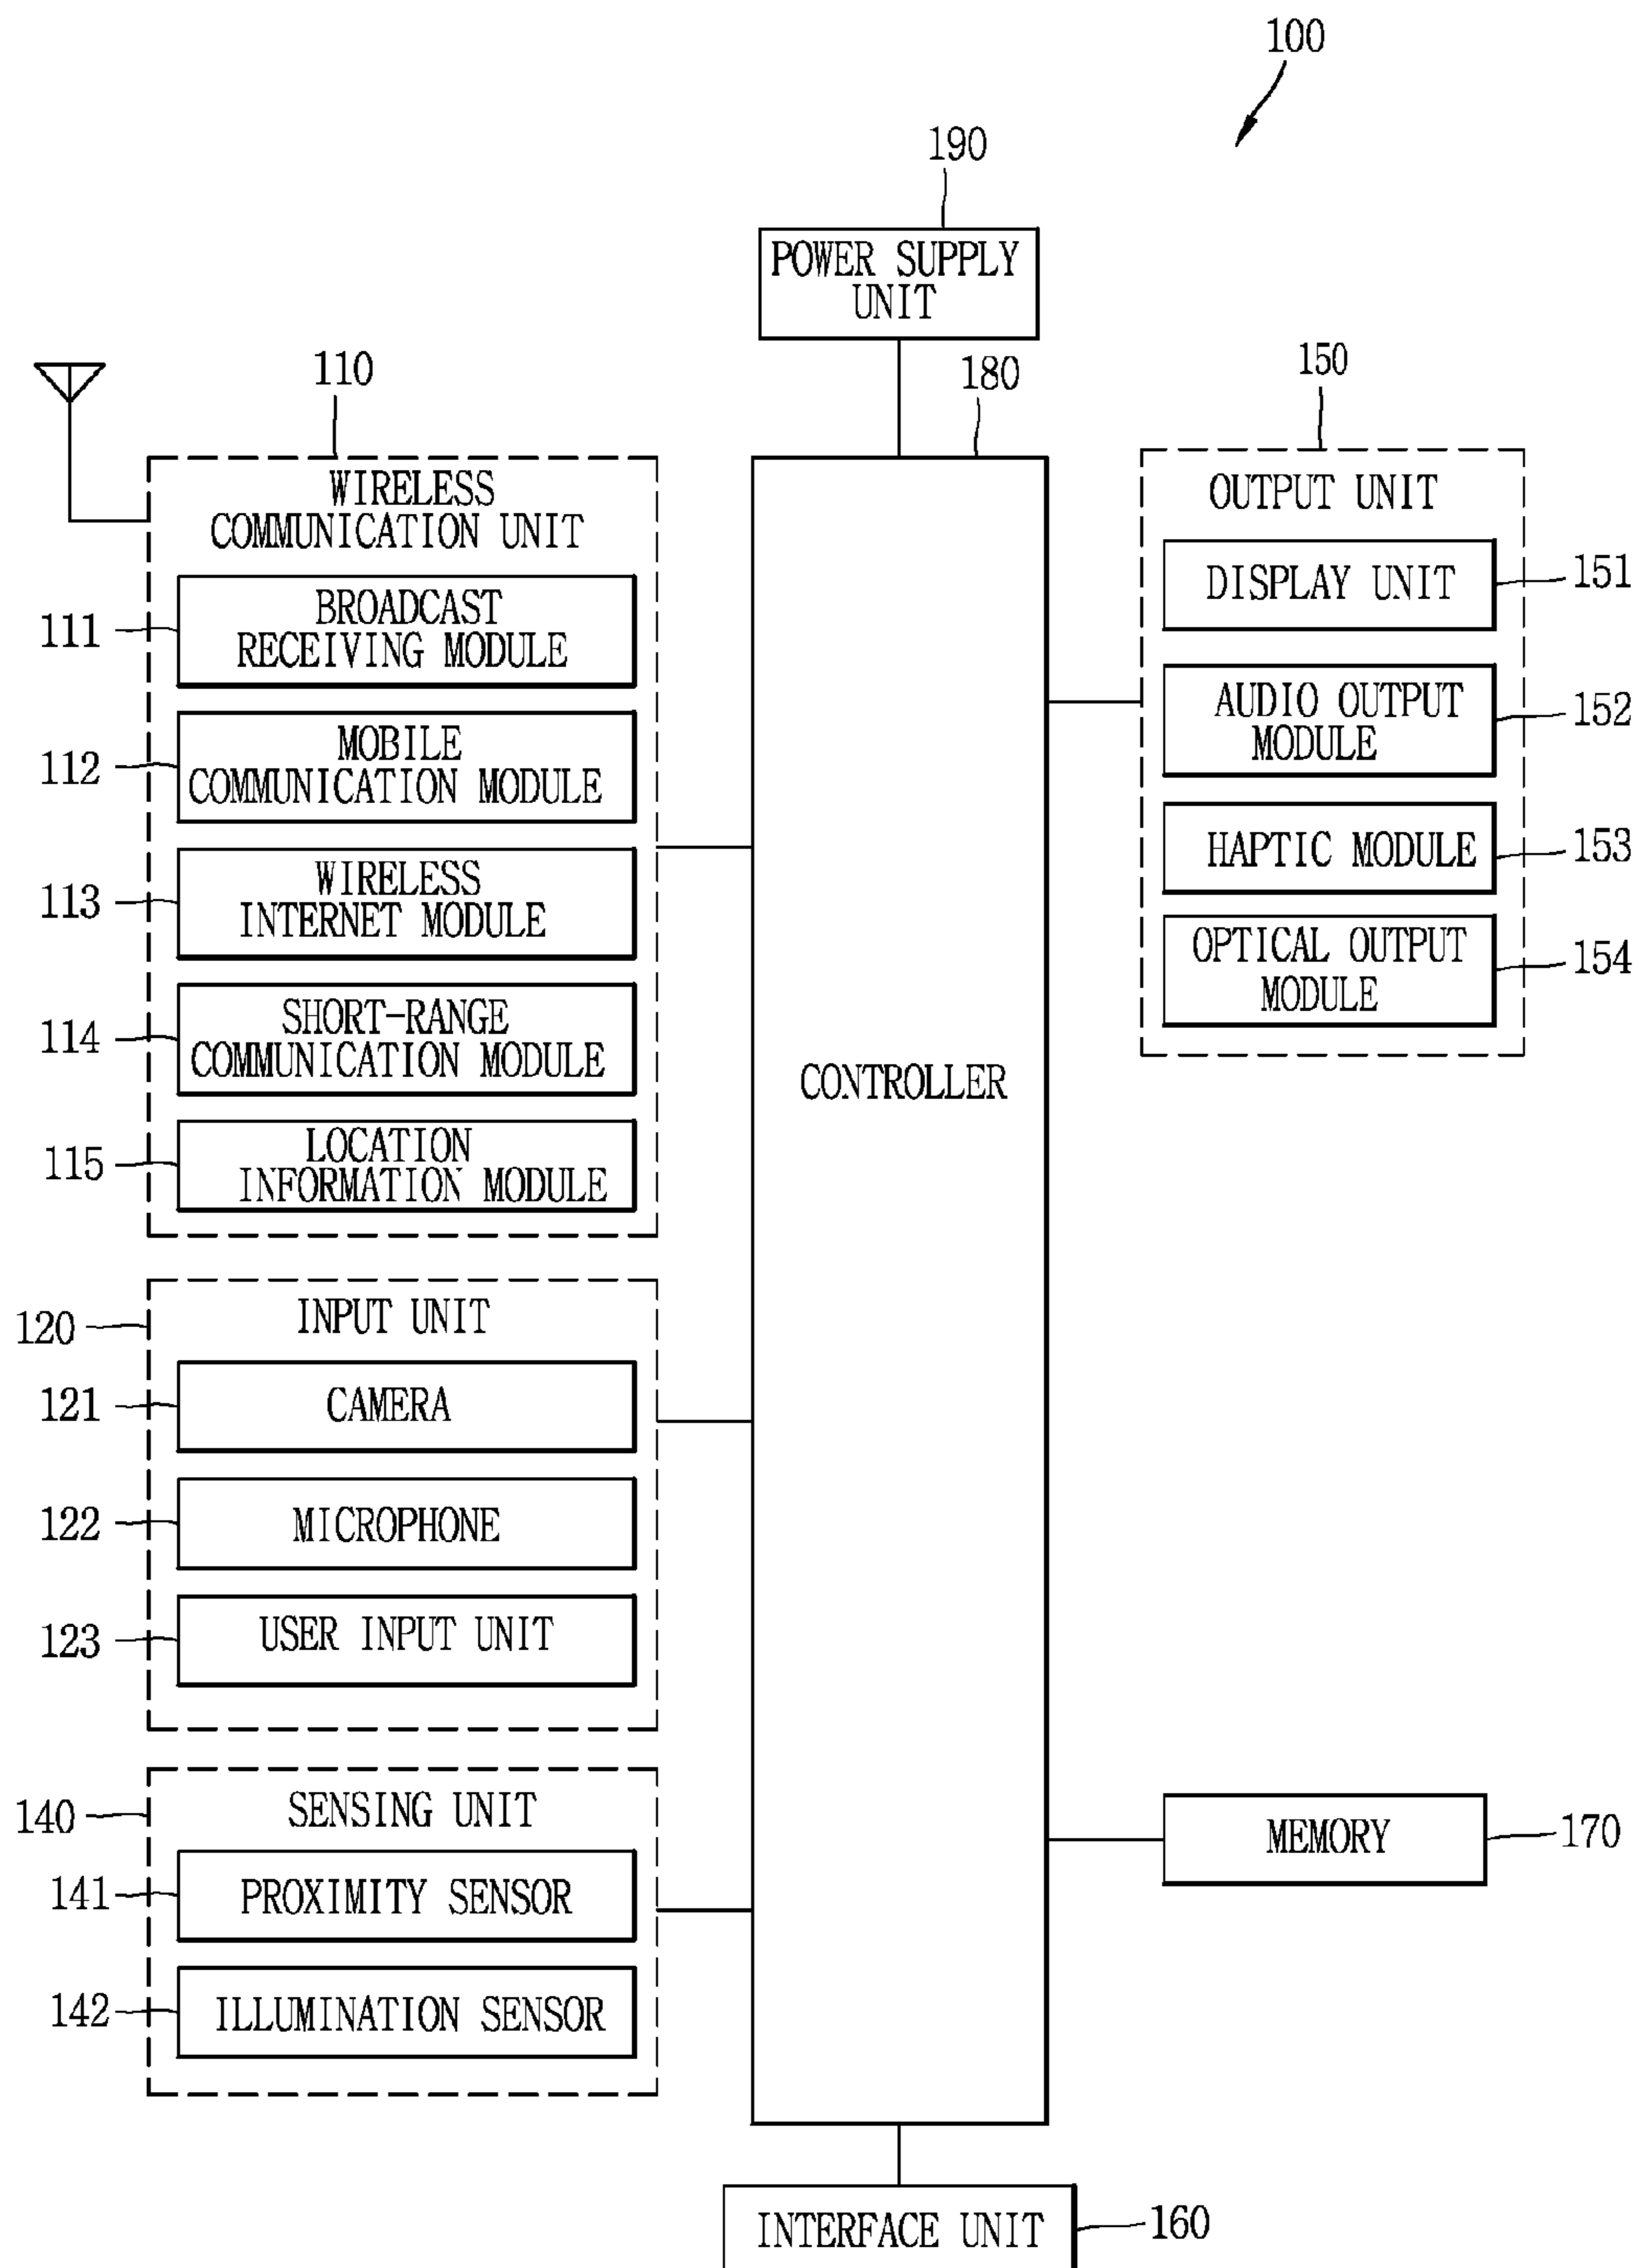 100
190
POWER SUPPLY
UNIT
110
180
150
WIRELESS
COMMUNICATION UNIT
111
BROADCAST
RECEIVING MODULE
112
MOBILE
COMMUNICATION MODULE
113
WIRELESS
INTERNET MODULE
114
SHORT-RANGE
COMMUNICATION MODULE
115
LOCATION
INFORMATION MODULE
120
INPUT UNIT
121
CAMERA
122
MICROPHONE
123
USER INPUT UNIT
140
SENSING UNIT
141
PROXIMITY SENSOR
142
ILLUMINATION SENSOR
CONTROLLER
OUTPUT UNIT
DISPLAY UNIT
151
AUDIO OUTPUT
MODULE
152
HAPTIC MODULE
153
OPTICAL OUTPUT
MODULE
154
MEMORY
170
INTERFACE UNIT
160